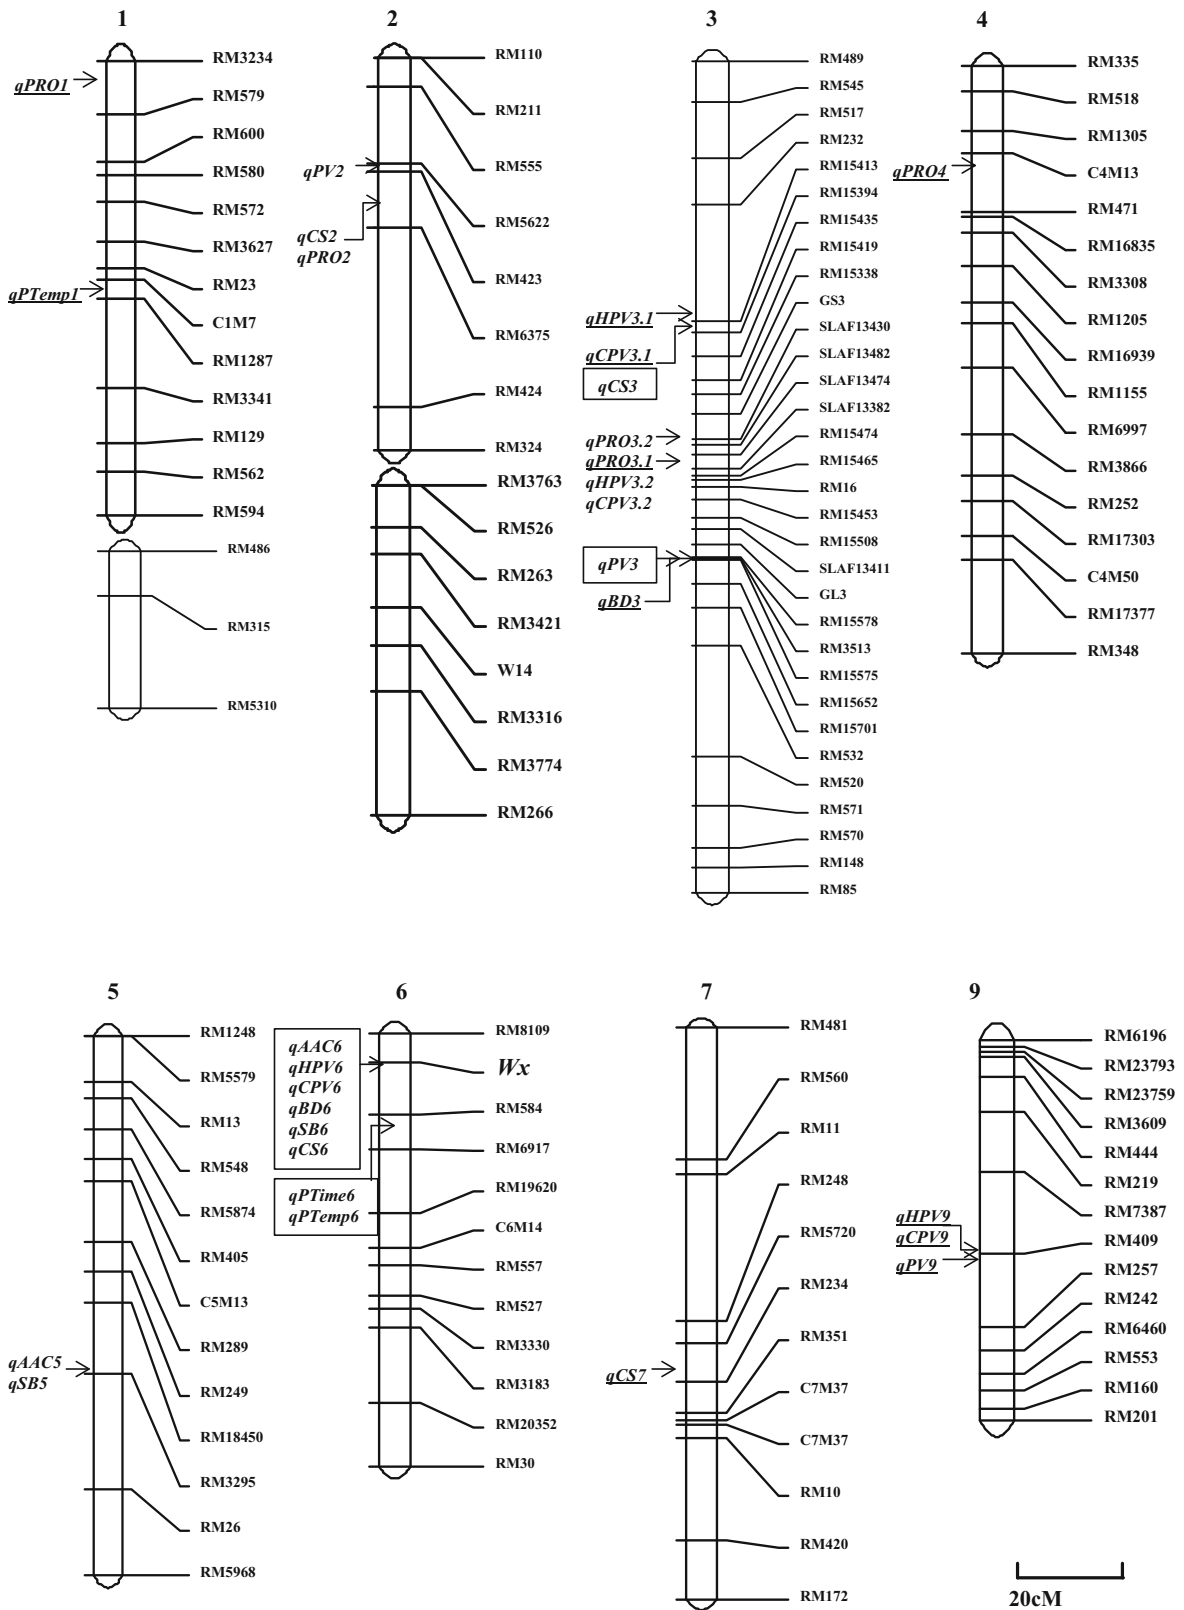 1
RM3234
qPRO1
RM579
RM600
RM580
RM572
RM3627
RM23
qPTemp1
C1M7
RM1287
RM3341
RM129
RM562
RM594
RM486
RM315
RM5310
2
RM110
RM211
RM555
qPV2
RM5622
qCS2
qPRO2
RM423
RM6375
RM424
RM324
RM3763
RM526
RM263
RM3421
W14
RM3316
RM3774
RM266
3
RM489
RM545
RM517
RM232
RM15413
RM15394
RM15435
RM15419
RM15338
GS3
qHPV3.1
SLAF13430
qCPV3.1
SLAF13482
qCS3
SLAF13474
SLAF13382
RM15474
qPRO3.2
RM15465
qPRO3.1
qHPV3.2
RM16
qCPV3.2
RM15453
RM15508
qPV3
SLAF13411
qBD3
GL3
RM15578
RM3513
RM15575
RM15652
RM15701
RM532
RM520
RM571
RM570
RM148
RM85
4
RM335
RM518
RM1305
qPRO4
C4M13
RM471
RM16835
RM3308
RM1205
RM16939
RM1155
RM6997
RM3866
RM252
RM17303
C4M50
RM17377
RM348
5
RM1248
RM5579
RM13
RM548
RM5874
RM405
C5M13
RM289
qAAC5
qSB5
RM249
RM18450
RM3295
RM26
RM5968
6
RM8109
qAAC6
qHPV6
qCPV6
qBD6
qSB6
qCS6
Wx
RM584
RM6917
qPTime6
qPTemp6
RM19620
C6M14
RM557
RM527
RM3330
RM3183
RM20352
RM30
7
RM481
RM560
RM11
RM248
RM5720
RM234
RM351
qCS7
C7M37
C7M37
RM10
RM420
RM172
9
RM6196
RM23793
RM23759
RM3609
RM444
RM219
RM7387
qHPV9
qCPV9
qPV9
RM409
RM257
RM242
RM6460
RM553
RM160
RM201
20cM